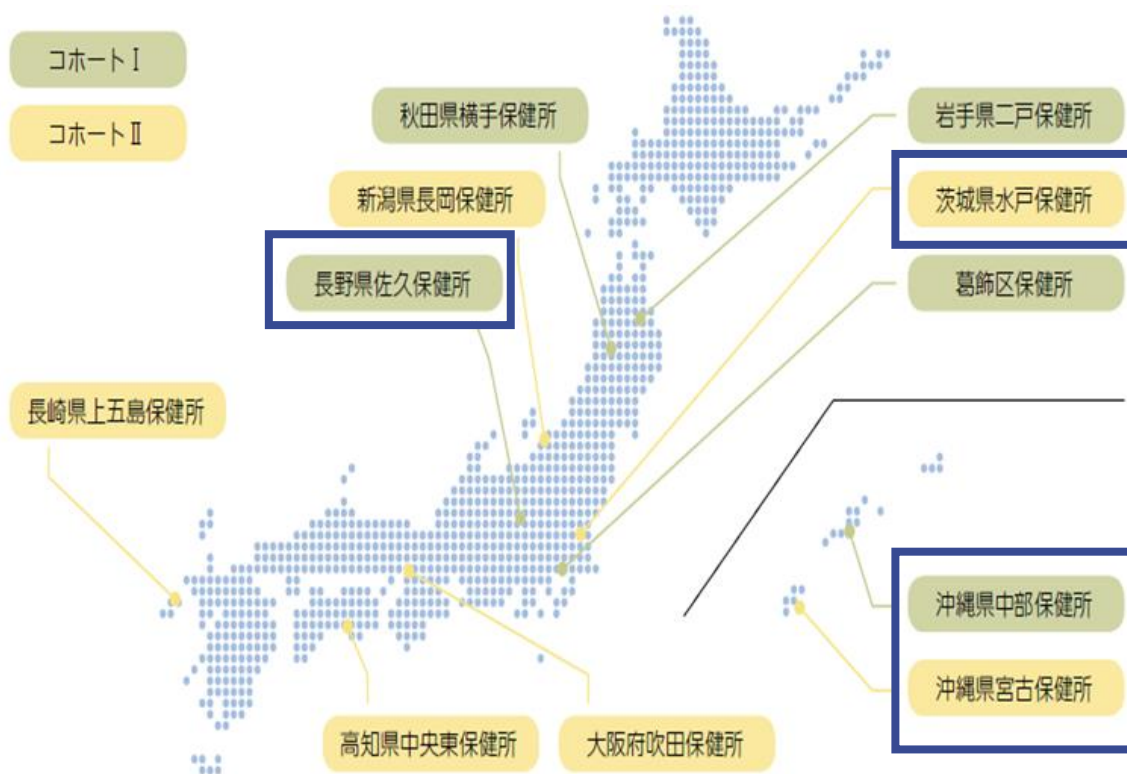 コホートⅠ
コホートⅡ
秋田県横手保健所
新潟県長岡保健所
長野県佐久保健所
長崎県上五島保健所
高知県中央東保健所
大阪府吹田保健所
岩手県二戸保健所
茨城県水戸保健所
葛飾区保健所
沖縄県中部保健所
沖縄県宮古保健所